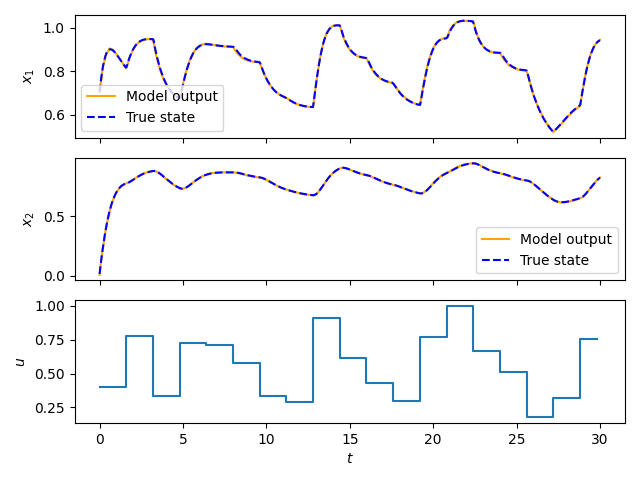 1.0
0.8
0.6
x₁
Model output
True state
0.5
0.0
x₂
Model output
True state
1.00
0.75
0.50
0.25
u
0 5 10 15 20 25 30
t